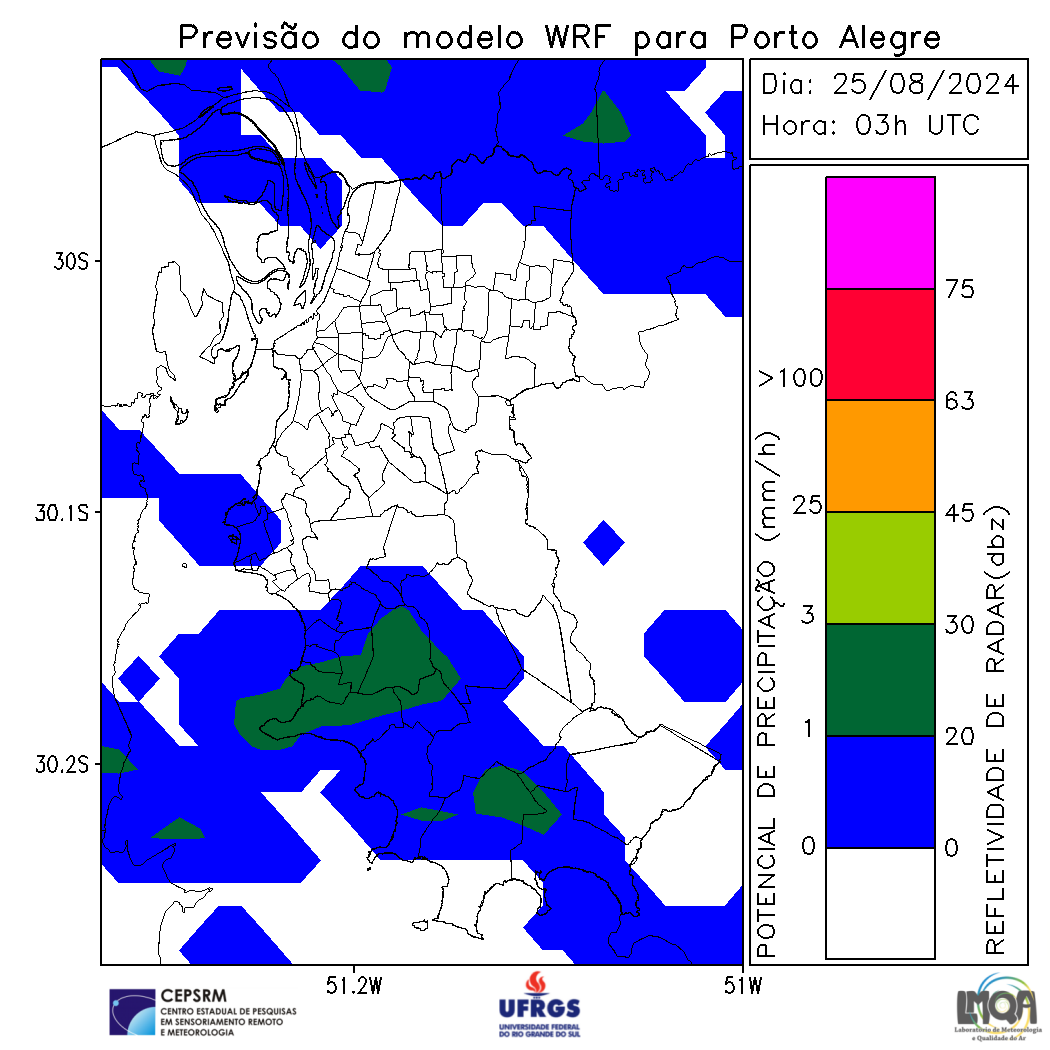 Previsão do modelo WRF para Porto Alegre
Dia: 25/08/2024
Hora: 03h UTC
30S
30.1S
30.2S
51.2W
51W
POTENCIAL DE PRECIPITAÇÃO (mm/h)
>100
25
3
1
0
75
63
45
30
20
0
REFLETIVIDADE DE RADAR(dbz)
CEPSRM
CENTRO ESTADUAL DE PESQUISAS
EM SENSORIAMENTO REMOTO
E METEOROLOGIA
UFRGS
UNIVERSIDADE FEDERAL
DO RIO GRANDE DO SUL
LMQA
Laboratório de Meteorologia
e Qualidade do Ar